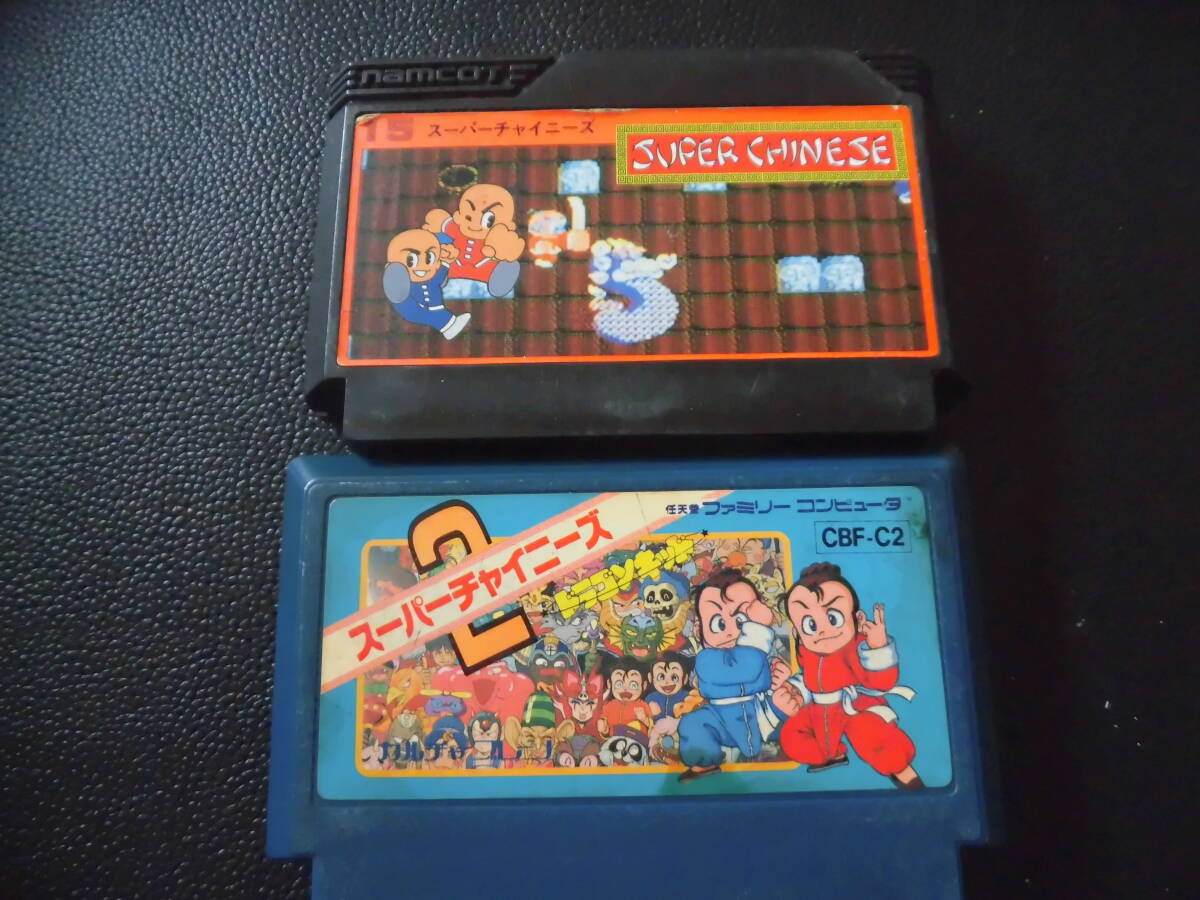 namcoT
15 スーパーチャイニーズ
SUPER CHINESE
任天堂 ファミリー コンピュータ
CBF-C2
2
スーパーチャイニーズ
ドラゴンキッド
カルチャーブレーン